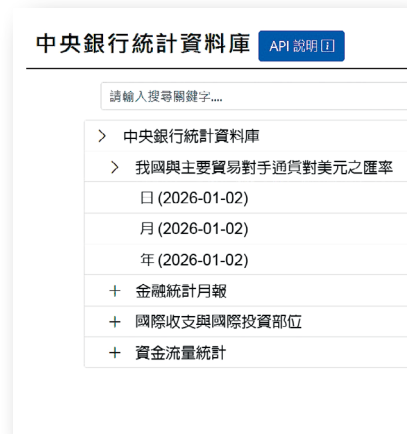 中央銀行統計資料庫 API 說明 i
請輸入搜尋關鍵字....
中央銀行統計資料庫
我國與主要貿易對手通貨對美元之匯率
日 (2026-01-02)
月 (2026-01-02)
年 (2026-01-02)
金融統計月報
國際收支與國際投資部位
資金流量統計